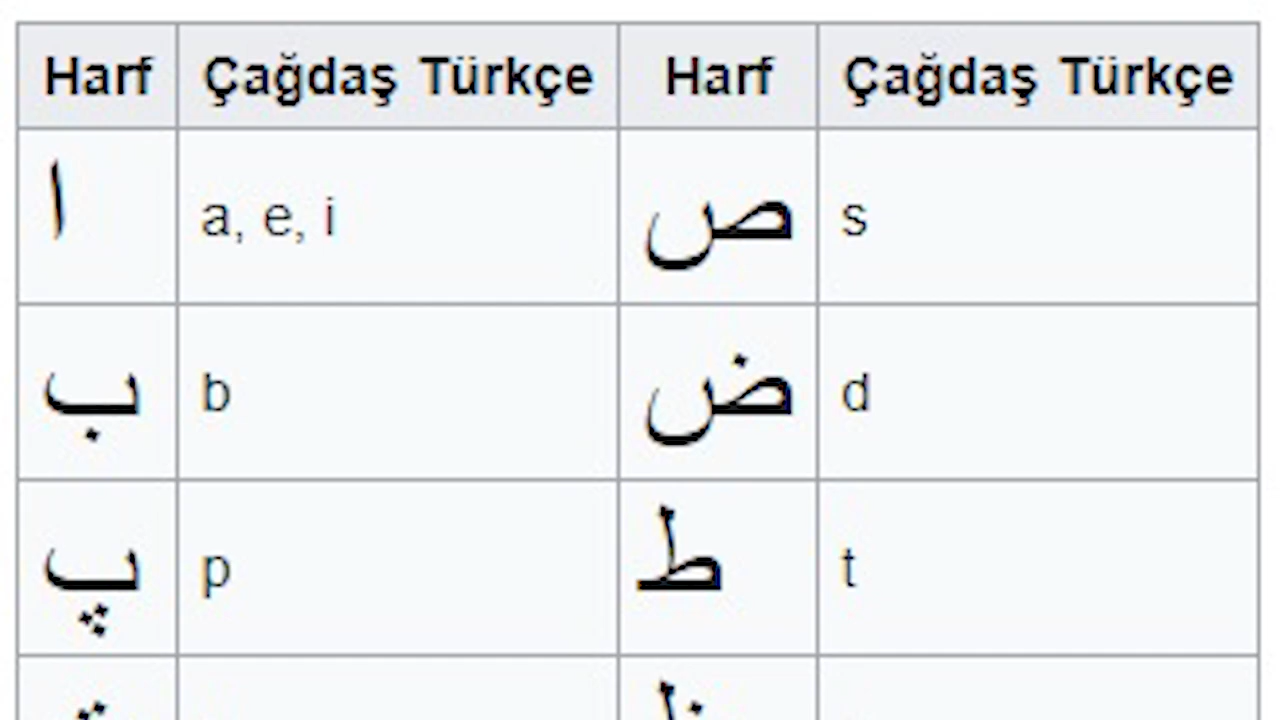 Harf Çağdaş Türkçe Harf Çağdaş Türkçe
ا a, e, i ص s
ب b ض d
پ p ط t